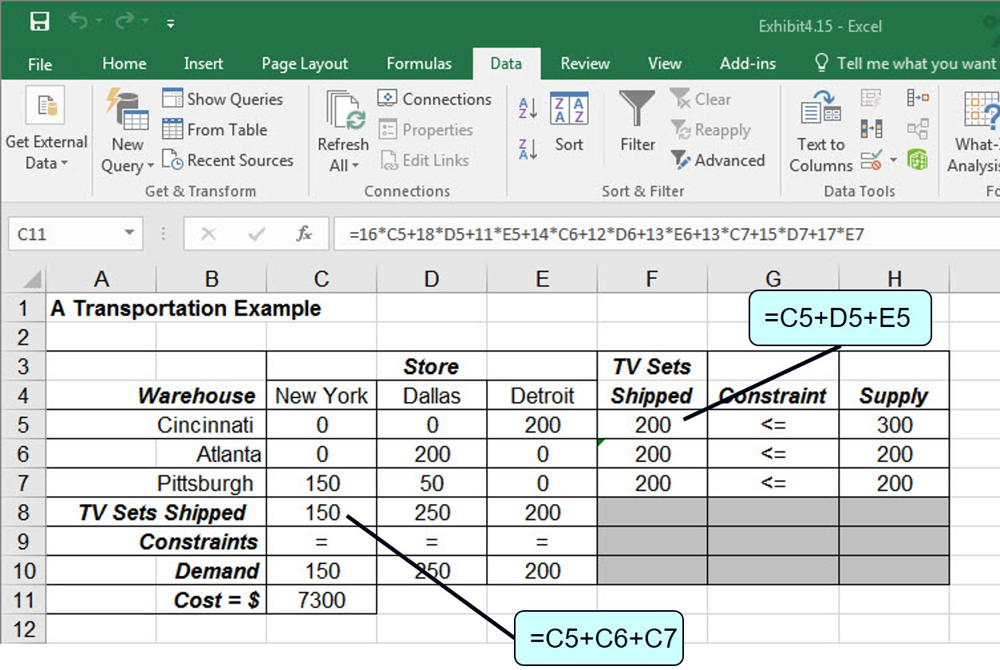 Exhibit4.15 - Excel
File Home Insert Page Layout Formulas Data Review View Add-ins Tell me what you want
Get External
Data
New
Query
Show Queries
From Table
Recent Sources
Get & Transform
Refresh
All
Connections
Properties
Edit Links
Connections
Sort
Filter
Clear
Reapply
Advanced
Sort & Filter
Text to
Columns
Data Tools
What-
Analysis
C11 fx =16*C5+18*D5+11*E5+14*C6+12*D6+13*E6+13*C7+15*D7+17*E7
A B C D E F G H
1 A Transportation Example
=C5+D5+E5
2
3 Store TV Sets
4 Warehouse New York Dallas Detroit Shipped Constraint Supply
5 Cincinnati 0 0 200 200 <= 300
6 Atlanta 0 200 0 200 <= 200
7 Pittsburgh 150 50 0 200 <= 200
8 TV Sets Shipped 150 250 200
9 Constraints = = =
10 Demand 150 250 200
11 Cost = $ 7300
12
=C5+C6+C7